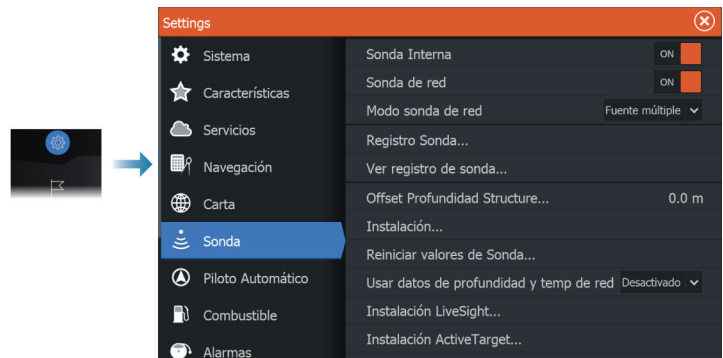 Settings
Sistema
Características
Servicios
Navegación
Carta
Sonda
Piloto Automático
Combustible
Alarmas
Sonda Interna ON
Sonda de red ON
Modo sonda de red Fuente múltiple
Registro Sonda...
Ver registro de sonda...
Offset Profundidad Structure... 0.0 m
Instalación...
Reiniciar valores de Sonda...
Usar datos de profundidad y temp de red Desactivado
Instalación LiveSight...
Instalación ActiveTarget...